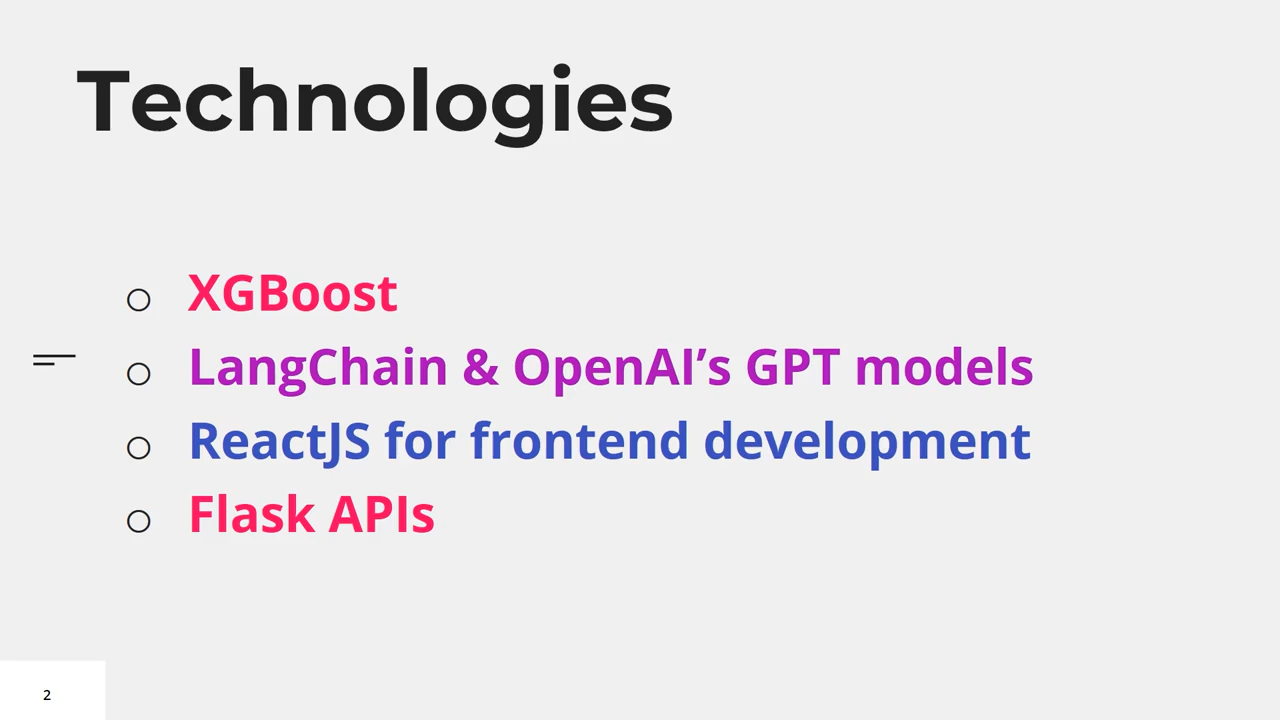 Technologies
XGBoost
LangChain & OpenAI’s GPT models
ReactJS for frontend development
Flask APIs
2